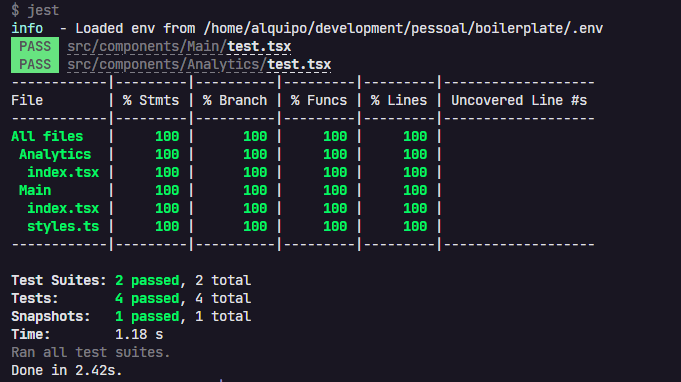 $ jest
info  - Loaded env from /home/alquipo/development/pessoal/boilerplate/.env
PASS  src/components/Main/test.tsx
PASS  src/components/Analytics/test.tsx
------------|---------|----------|---------|---------|-------------------
File        | % Stmts | % Branch | % Funcs | % Lines | Uncovered Line #s
------------|---------|----------|---------|---------|-------------------
All files   |     100 |      100 |     100 |     100 |
 Analytics  |     100 |      100 |     100 |     100 |
  index.tsx |     100 |      100 |     100 |     100 |
 Main       |     100 |      100 |     100 |     100 |
  index.tsx |     100 |      100 |     100 |     100 |
  styles.ts |     100 |      100 |     100 |     100 |
------------|---------|----------|---------|---------|-------------------
Test Suites: 2 passed, 2 total
Tests:       4 passed, 4 total
Snapshots:   1 passed, 1 total
Time:        1.18 s
Ran all test suites.
Done in 2.42s.